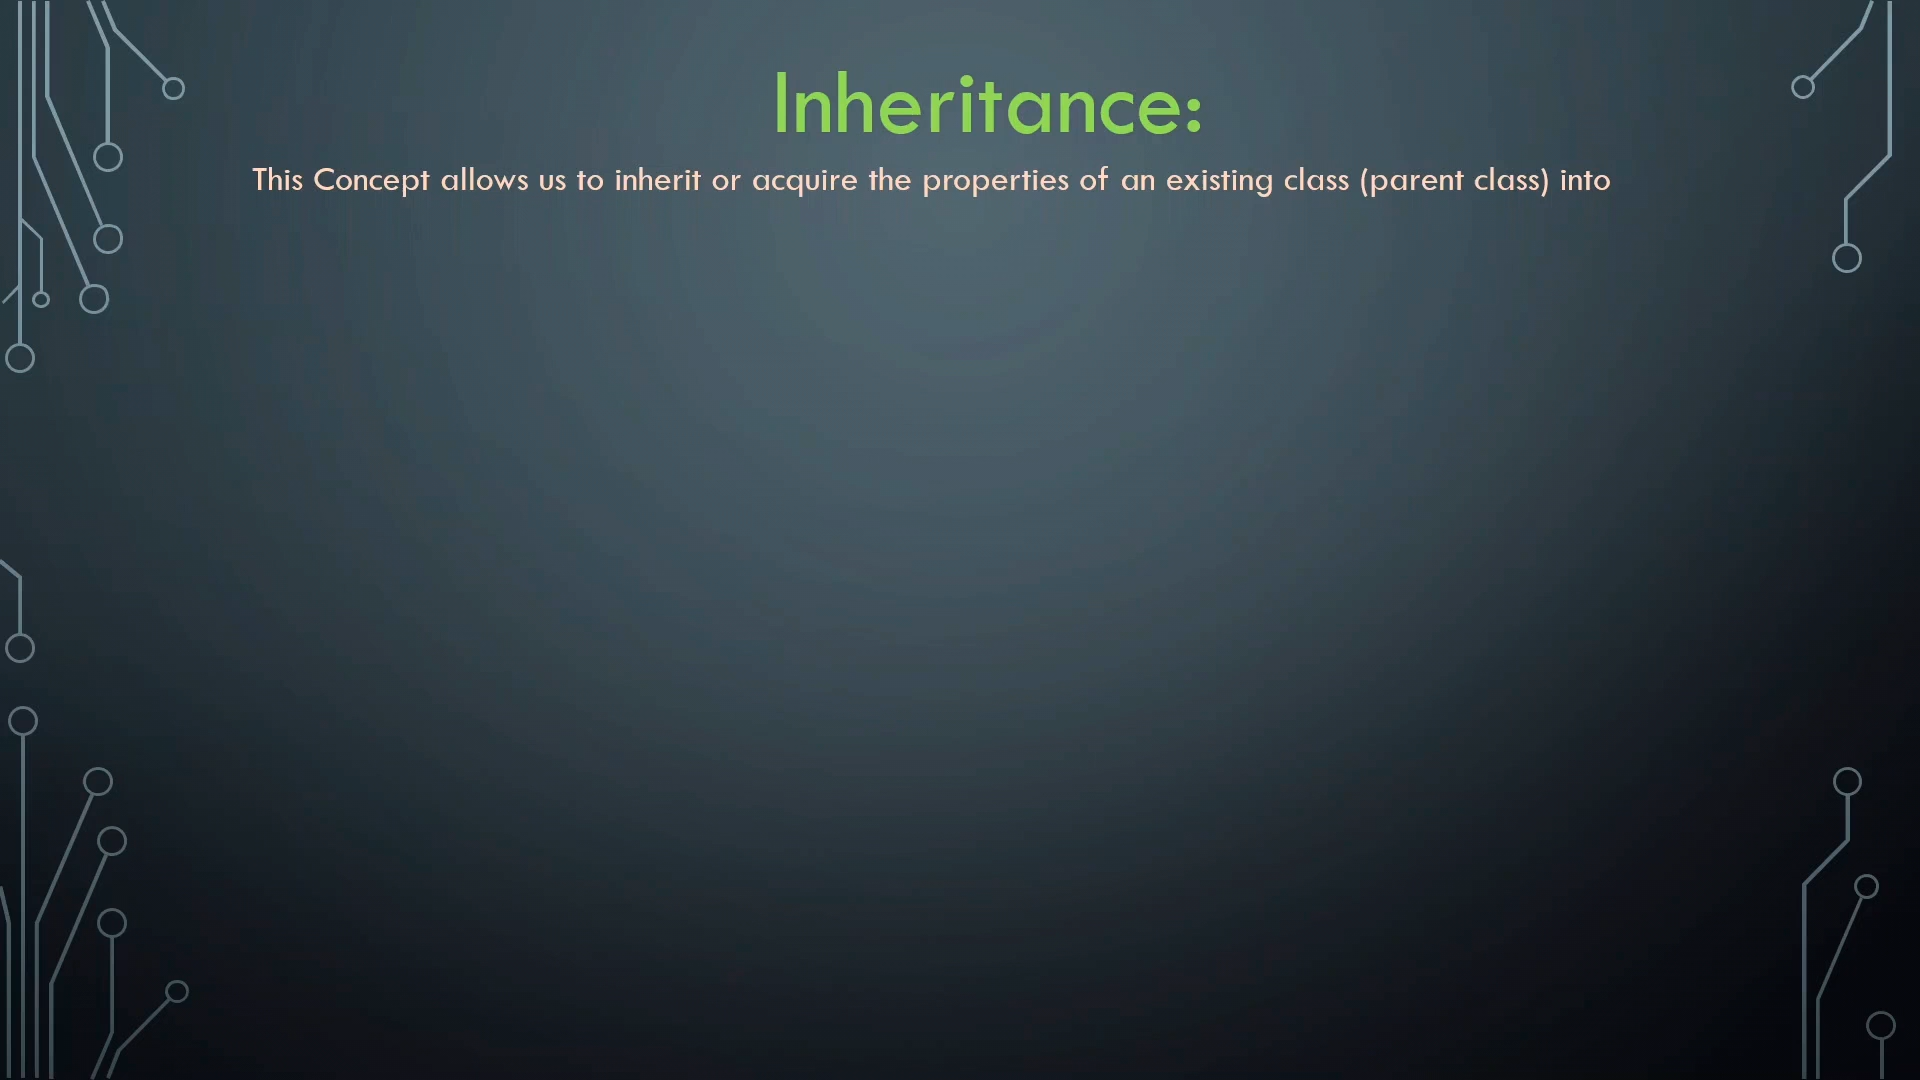 Inheritance:
This Concept allows us to inherit or acquire the properties of an existing class (parent class) into